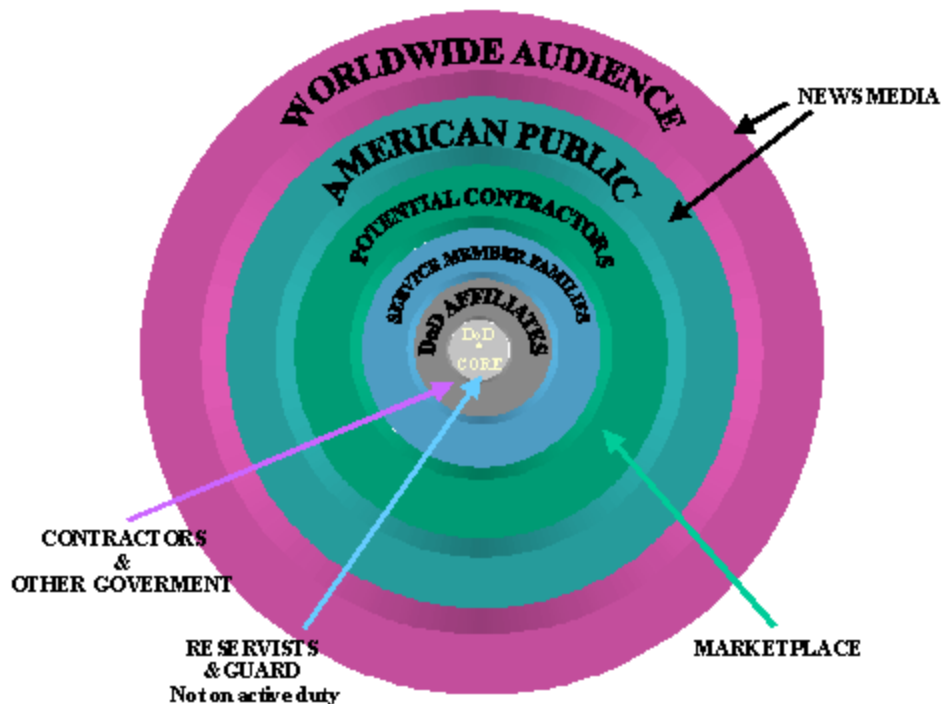 WORLDWIDE AUDIENCE
NEWS MEDIA
AMERICAN PUBLIC
POTENTIAL CONTRACTORS
SERVICE MEMBER FAMILIES
DoD AFFILIATES
DoD
CORE
CONTRACTORS
&
OTHER GOVERMENT
RESERVISTS
& GUARD
Not on active duty
MARKETPLACE